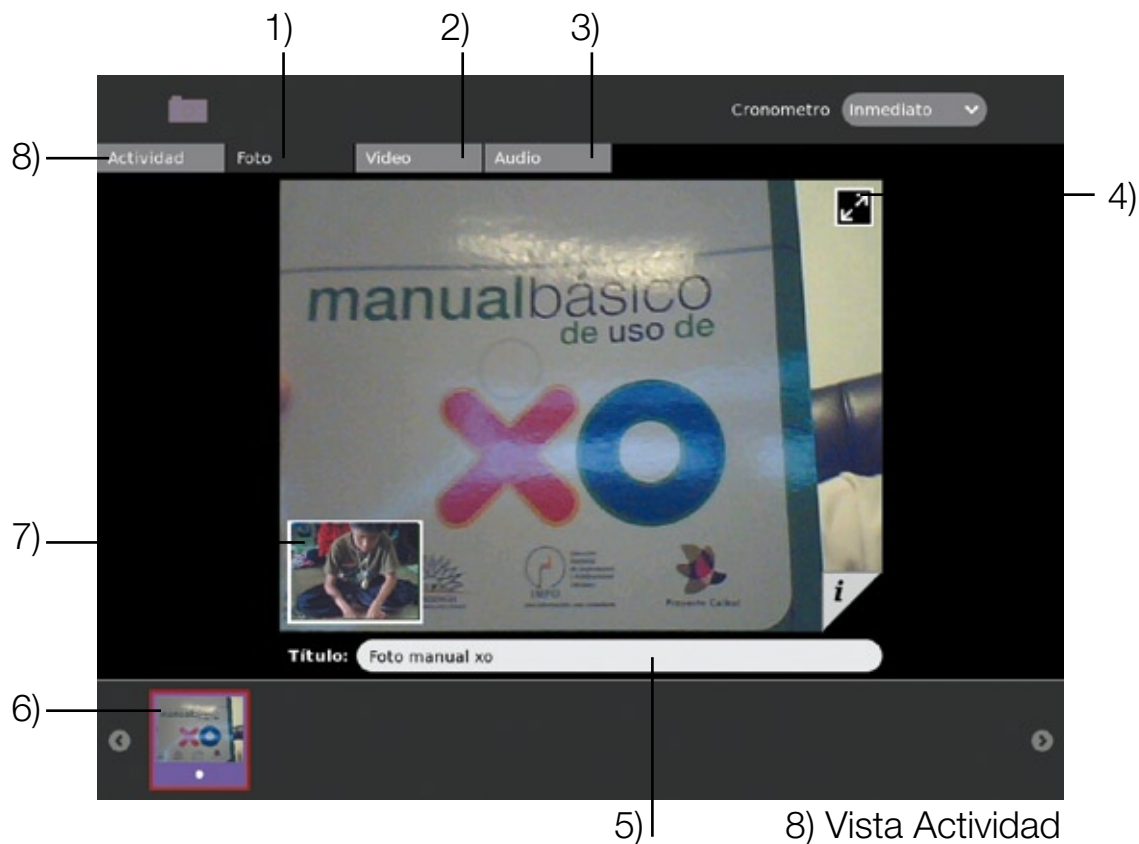 1)
2)
3)
Cronometro Inmediato
8) Actividad Foto Video Audio
4)
manualbásico
de uso de
xo
7)
IMPO
Proyecto Ceibal
i
Título: Foto manual xo
6)
5)
8) Vista Actividad